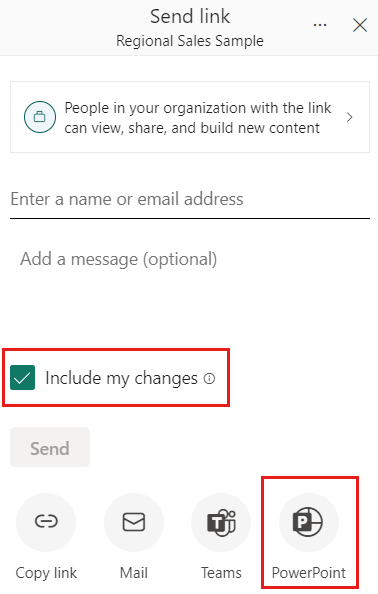 Send link
Regional Sales Sample
People in your organization with the link
can view, share, and build new content
Enter a name or email address
Add a message (optional)
Include my changes
Send
Copy link
Mail
Teams
PowerPoint